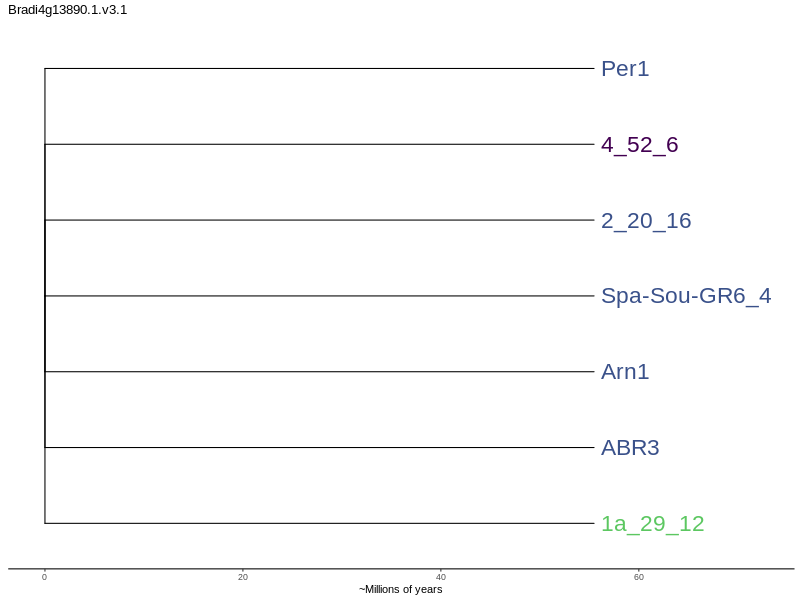 Bradi4g13890.1.v3.1
Per1
4_52_6
2_20_16
Spa-Sou-GR6_4
Arn1
ABR3
1a_29_12
0 20 40 60
~Millions of years